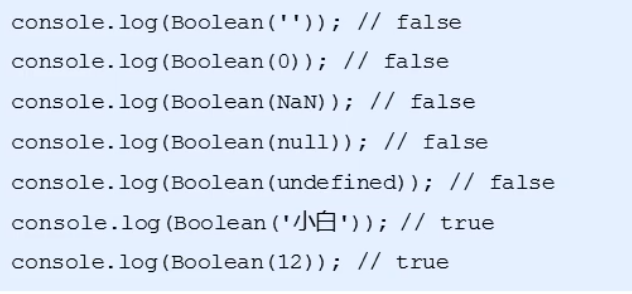 console.log(Boolean('')); // false
console.log(Boolean(0)); // false
console.log(Boolean(NaN)); // false
console.log(Boolean(null)); // false
console.log(Boolean(undefined)); // false
console.log(Boolean('小白')); // true
console.log(Boolean(12)); // true